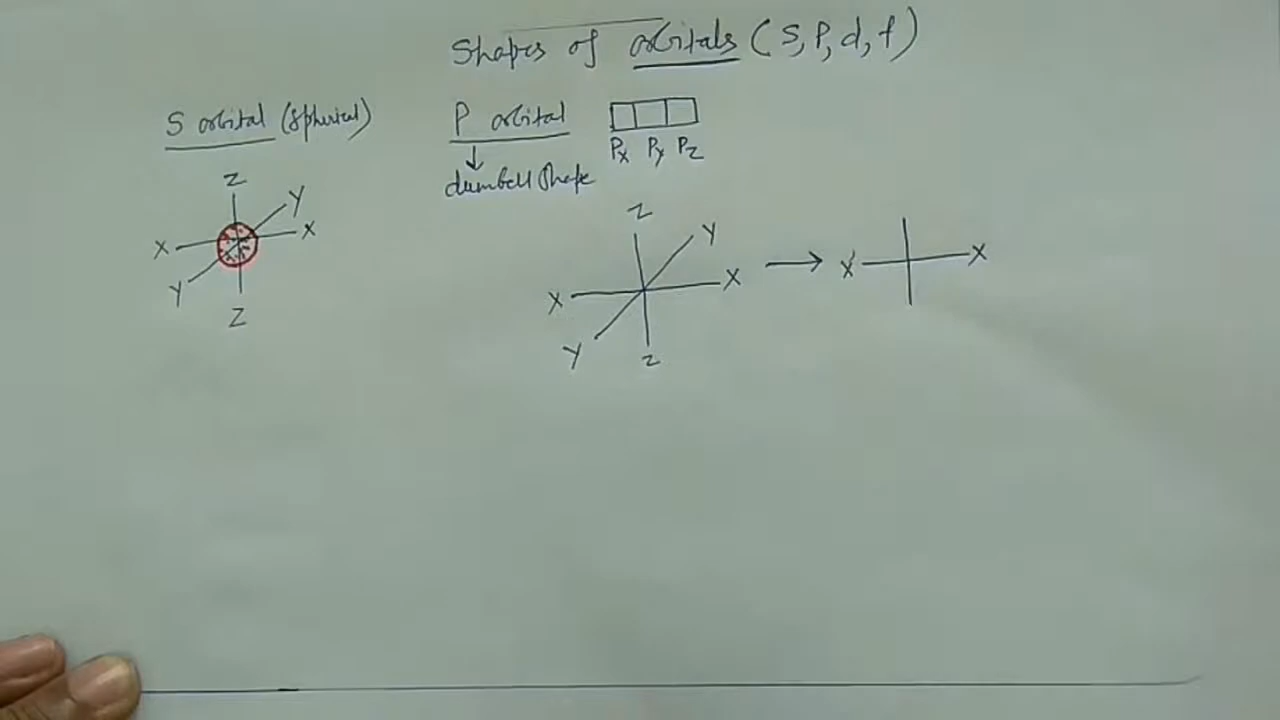 Shapes of orbitals (S, P, d, f)
S orbital (spherical)
P orbital
Px Py Pz
dumbell shape
Z
Y
X X
Y
Z
Z
Y
X X
Y
Z
X X